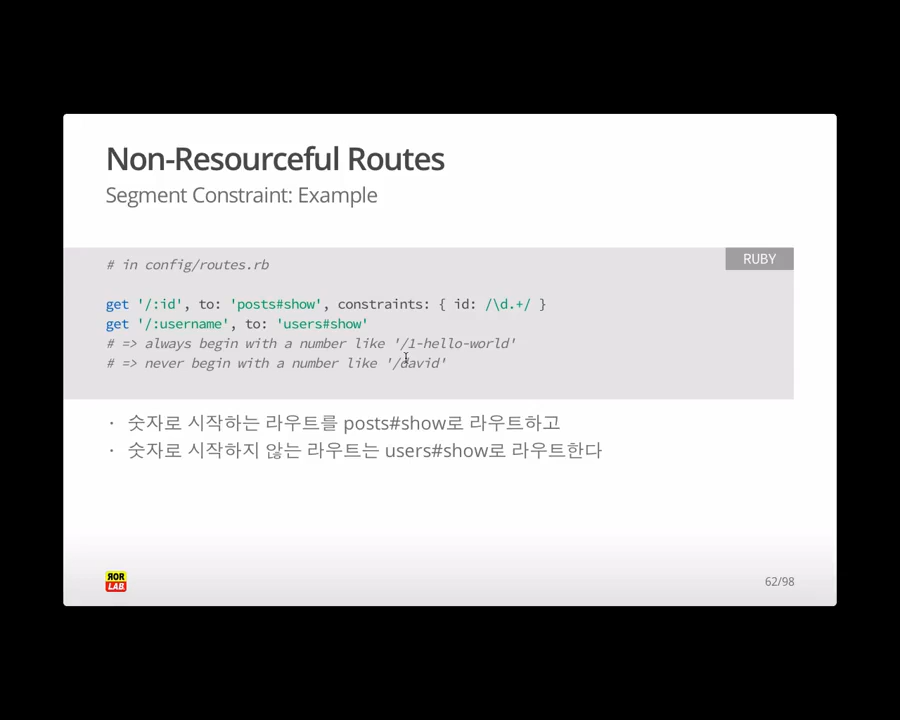 Non-Resourceful Routes
Segment Constraint: Example
RUBY
# in config/routes.rb
get '/:id', to: 'posts#show', constraints: { id: /\d.+/ }
get '/:username', to: 'users#show'
# => always begin with a number like '/1-hello-world'
# => never begin with a number like '/david'
· 숫자로 시작하는 라우트를 posts#show로 라우트하고
· 숫자로 시작하지 않는 라우트는 users#show로 라우트한다
ROR
LAB.
62/98